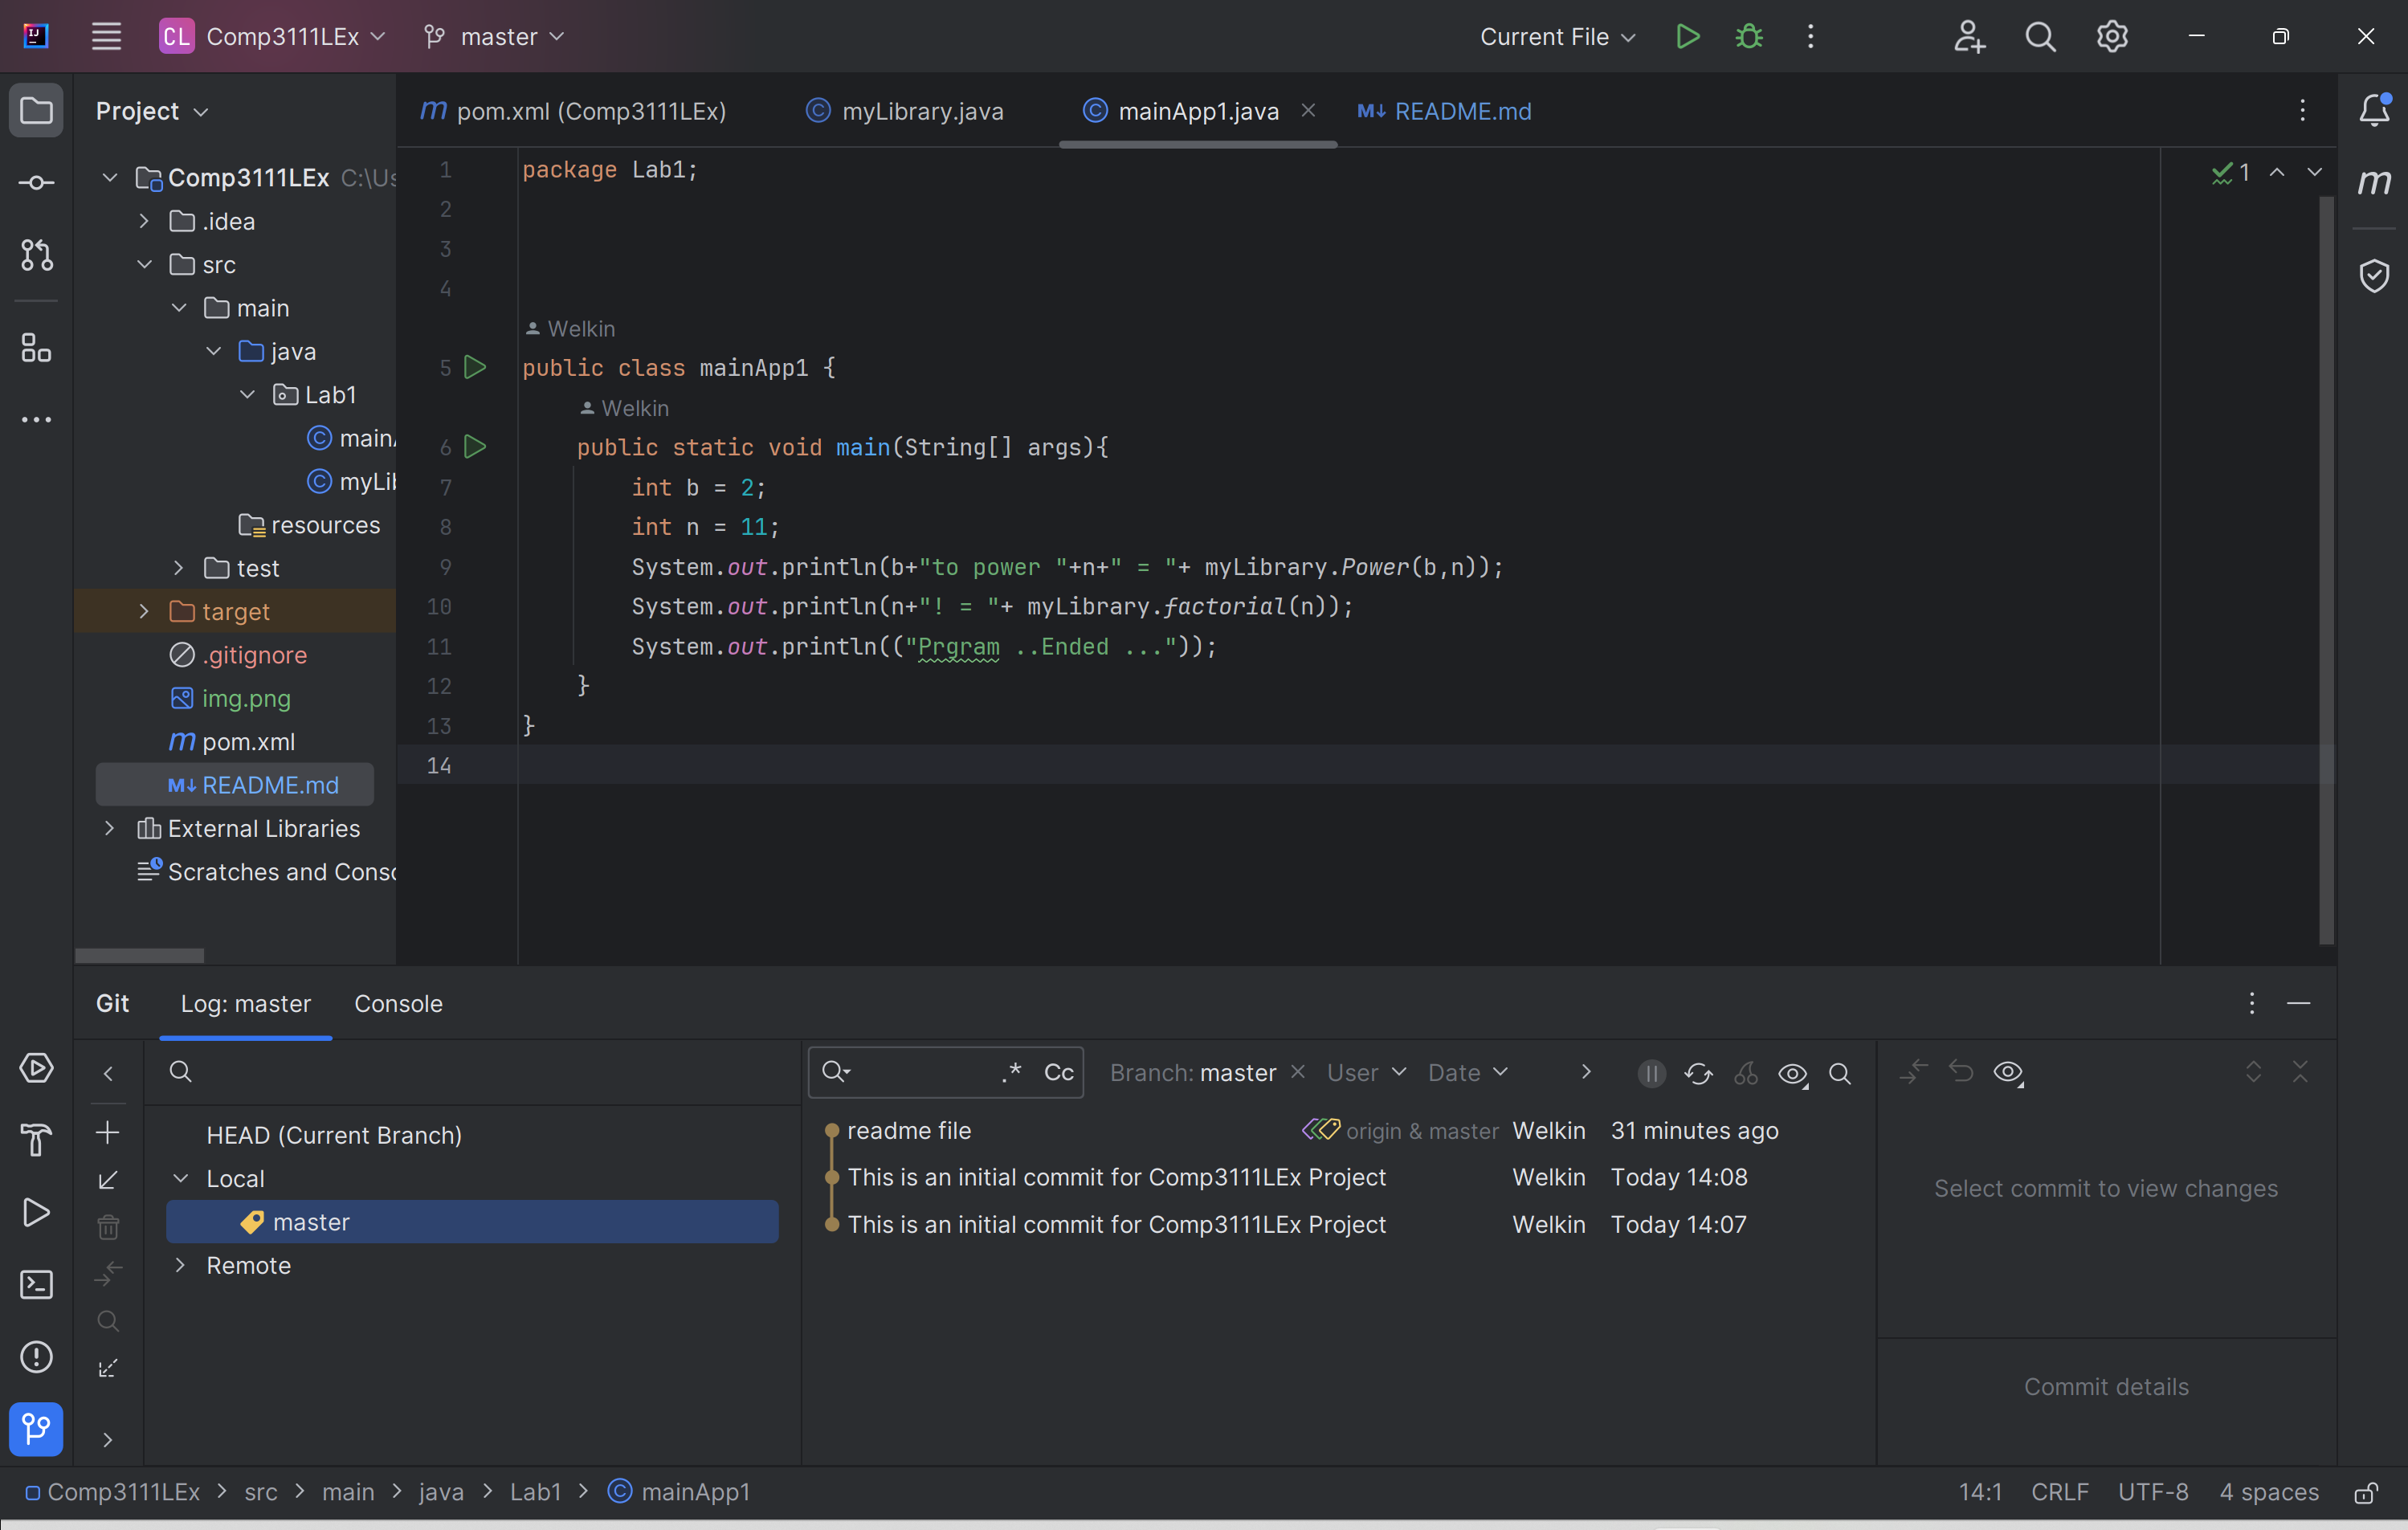 CL Comp3111LEx master Current File
Project
pom.xml (Comp3111LEx) myLibrary.java mainApp1.java README.md
Comp3111LEx C:\Us
.idea
src
main
java
Lab1
mainA
myLib
resources
test
target
.gitignore
img.png
pom.xml
README.md
External Libraries
Scratches and Conso
1 package Lab1;
2
3
4
Welkin
5 public class mainApp1 {
Welkin
6 public static void main(String[] args){
7 int b = 2;
8 int n = 11;
9 System.out.println(b+"to power "+n+" = "+ myLibrary.Power(b,n));
10 System.out.println(n+"! = "+ myLibrary.factorial(n));
11 System.out.println(("Prgram ..Ended ..."));
12 }
13 }
14
1
Git Log: master Console
HEAD (Current Branch)
Local
master
Remote
.* Cc Branch: master User Date
readme file origin & master Welkin 31 minutes ago
This is an initial commit for Comp3111LEx Project Welkin Today 14:08
This is an initial commit for Comp3111LEx Project Welkin Today 14:07
Select commit to view changes
Commit details
Comp3111LEx > src > main > java > Lab1 > mainApp1
14:1 CRLF UTF-8 4 spaces